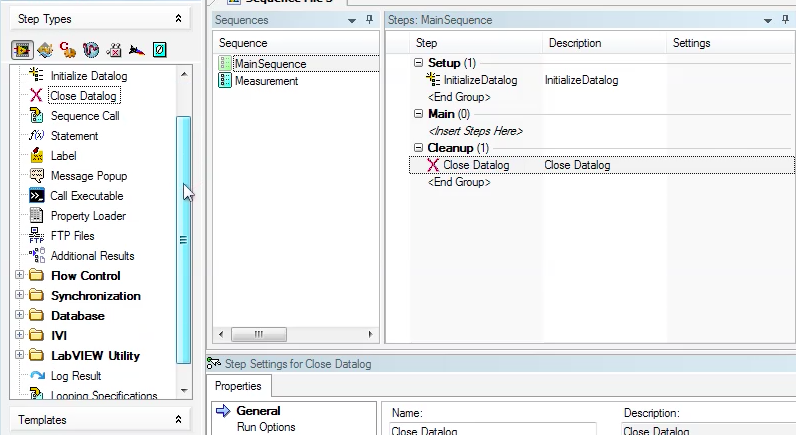 Step Types
Initialize Datalog
Close Datalog
Sequence Call
f(x) Statement
Label
Message Popup
Call Executable
Property Loader
FTP FTP Files
Additional Results
Flow Control
Synchronization
Database
IVI
LabVIEW Utility
Log Result
Looping Specifications
Templates
Sequences
Sequence
MainSequence
Measurement
Steps: MainSequence
Step Description Settings
Setup (1)
InitializeDatalog InitializeDatalog
<End Group>
Main (0)
<Insert Steps Here>
Cleanup (1)
Close Datalog Close Datalog
<End Group>
Step Settings for Close Datalog
Properties
General
Run Options
Name: Description:
Close Datalog Close Datalog